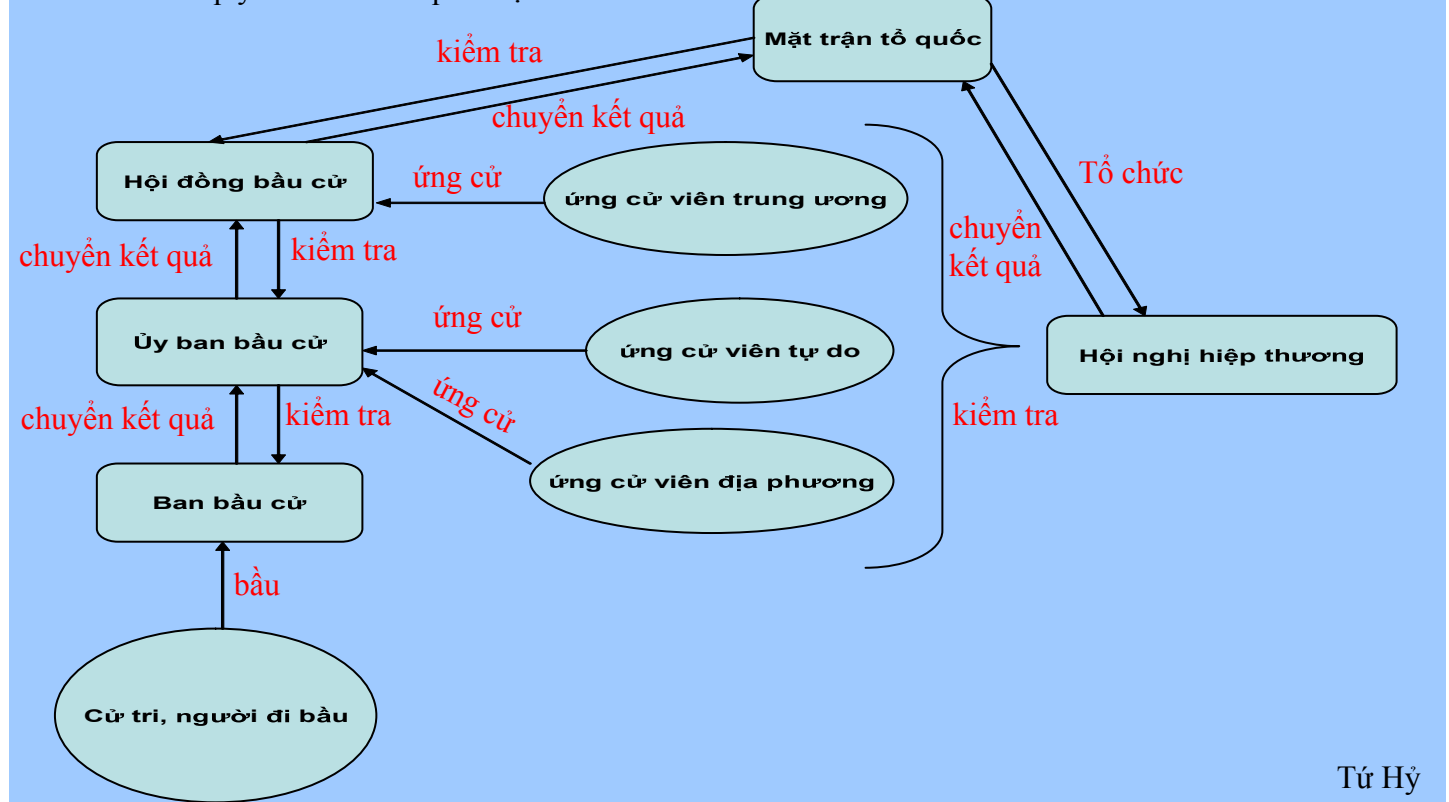 Mặt trận tổ quốc
kiểm tra
chuyển kết quả
Hội đồng bầu cử
ứng cử
ứng cử viên trung ương
Tổ chức
chuyển kết quả
kiểm tra
chuyển
kết quả
Ủy ban bầu cử
ứng cử
ứng cử viên tự do
Hội nghị hiệp thương
chuyển kết quả
kiểm tra
ứng cử
kiểm tra
Ban bầu cử
ứng cử viên địa phương
bầu
Cử tri, người đi bầu
Tứ Hỷ